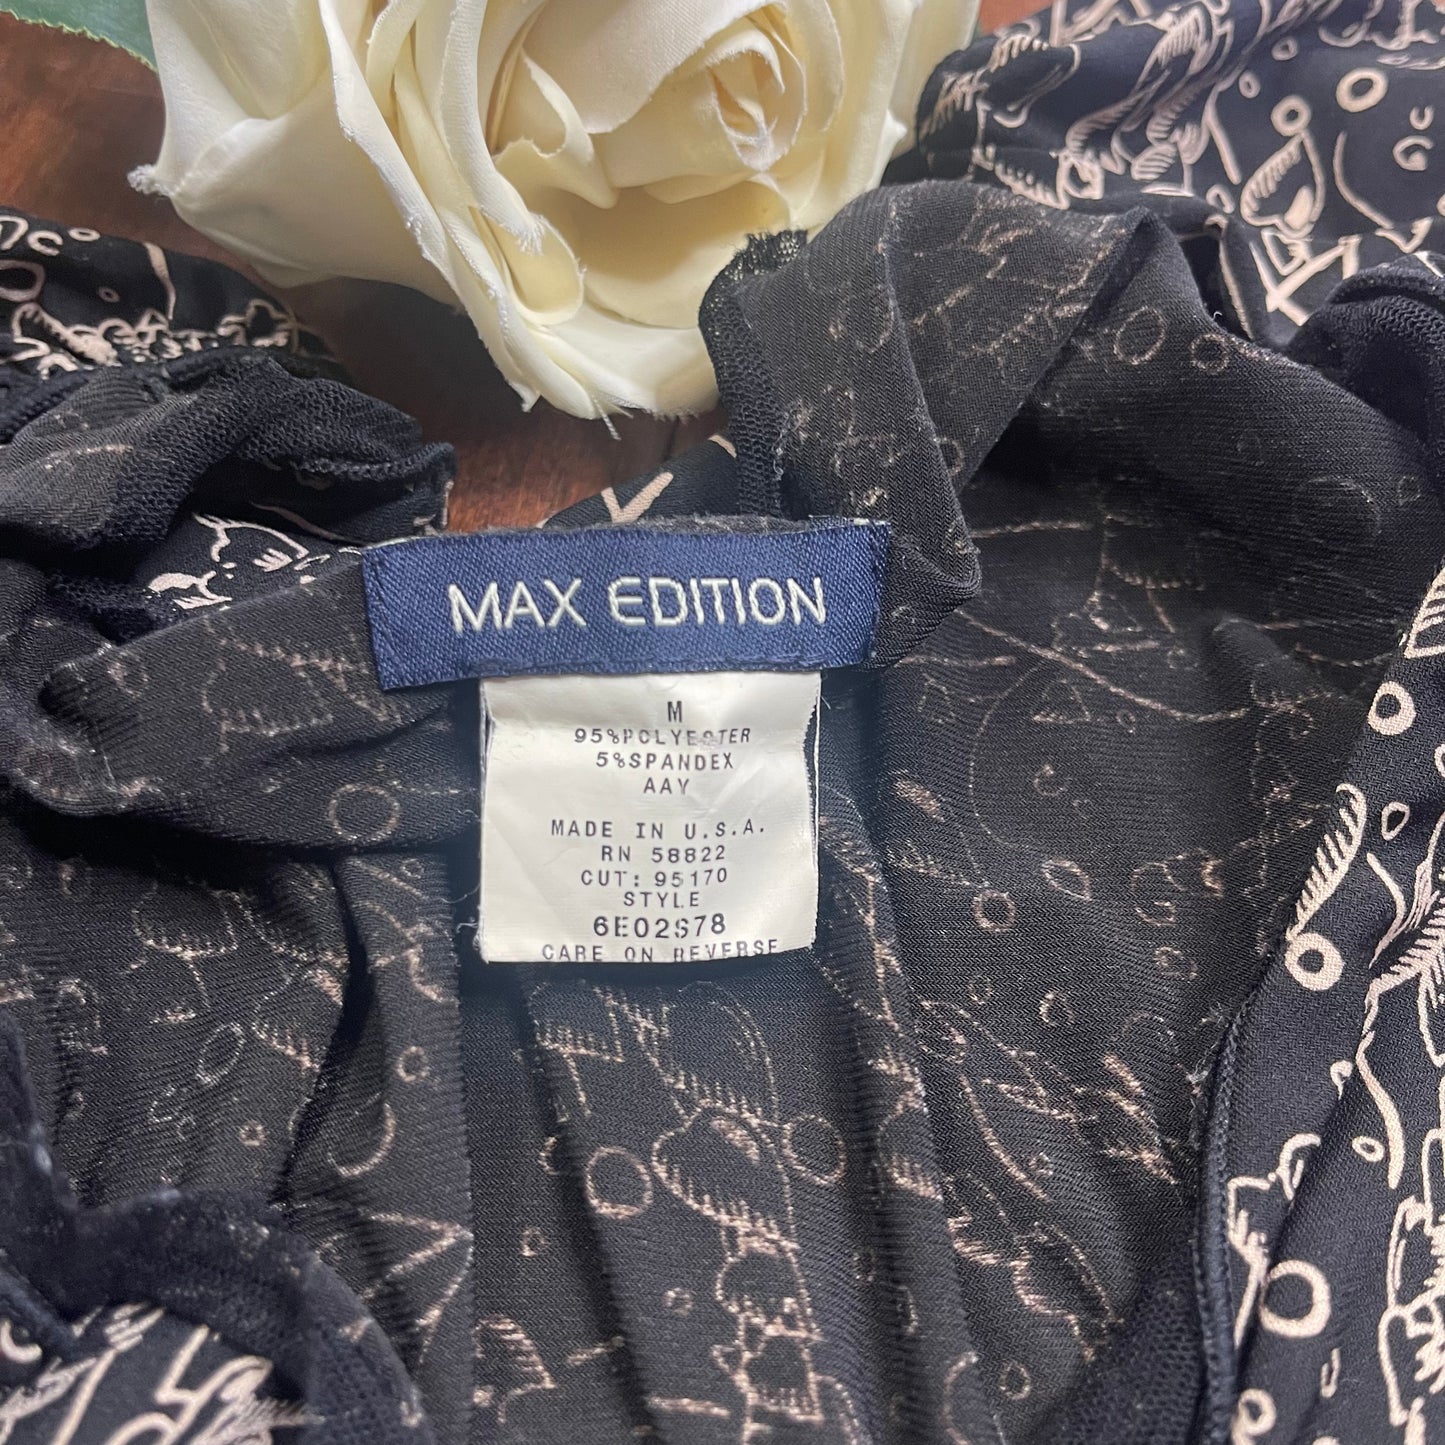 MAX EDITION
M
95%POLYESTER
5%SPANDEX
AAY
MADE IN U.S.A.
RN 58822
CUT: 95170
STYLE
6E02S78
CARE ON REVERSE